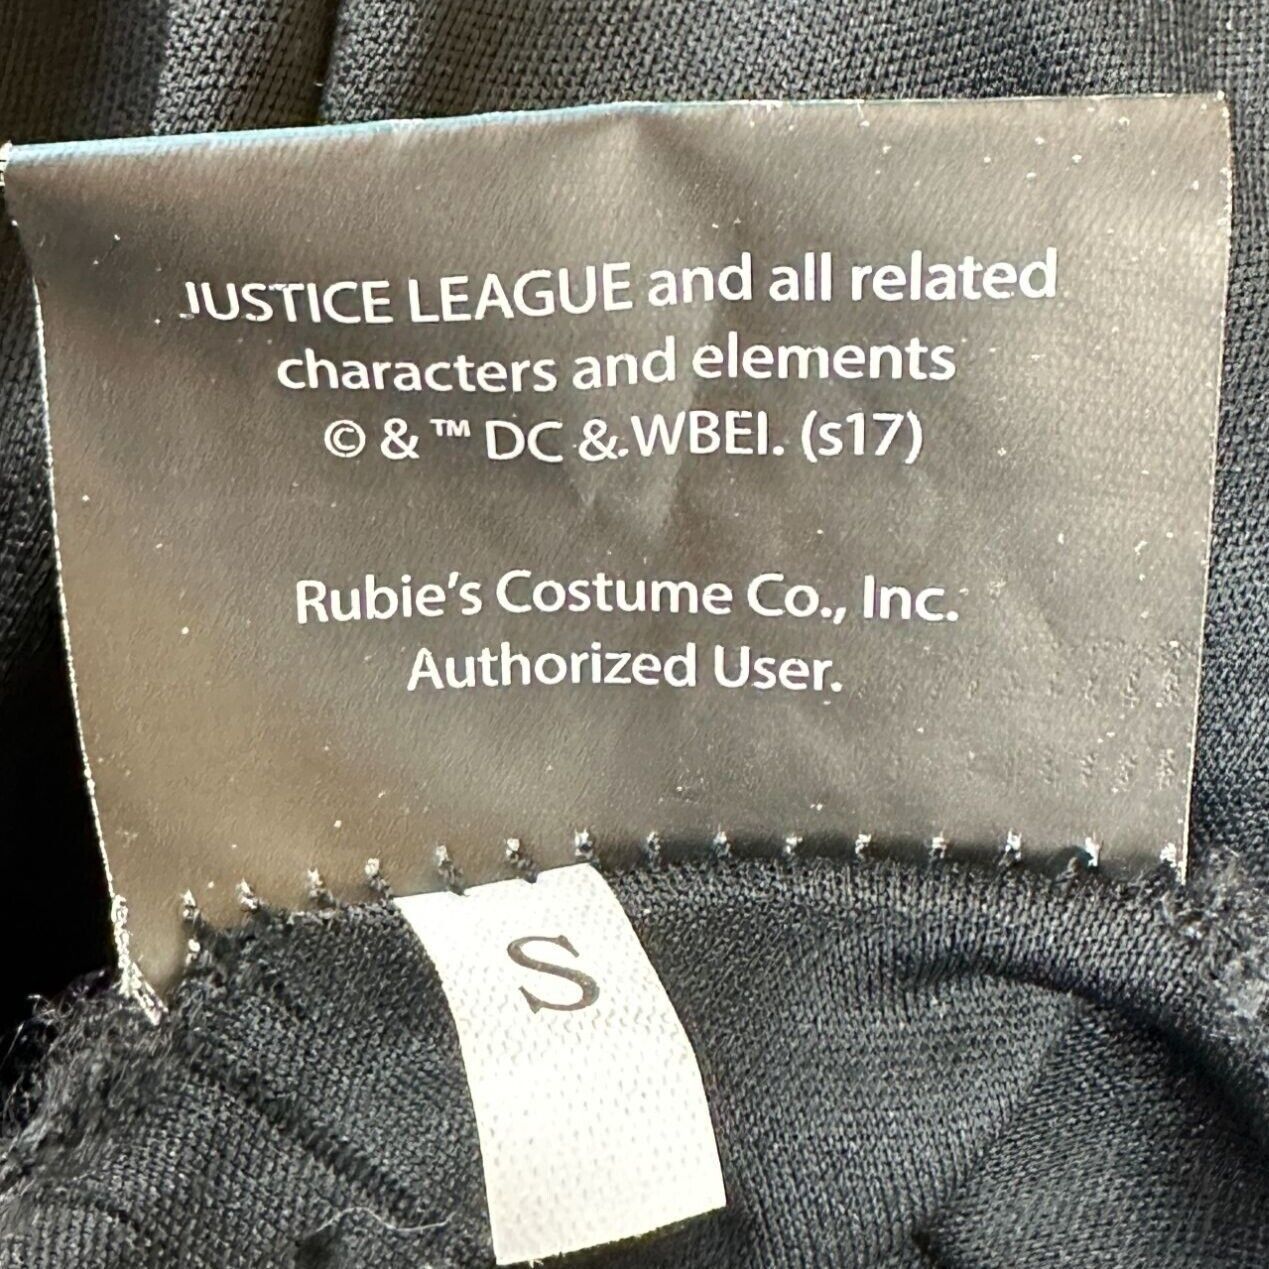 JUSTICE LEAGUE and all related
characters and elements
© & ™ DC & WBEI. (s17)
Rubie's Costume Co., Inc.
Authorized User.
S